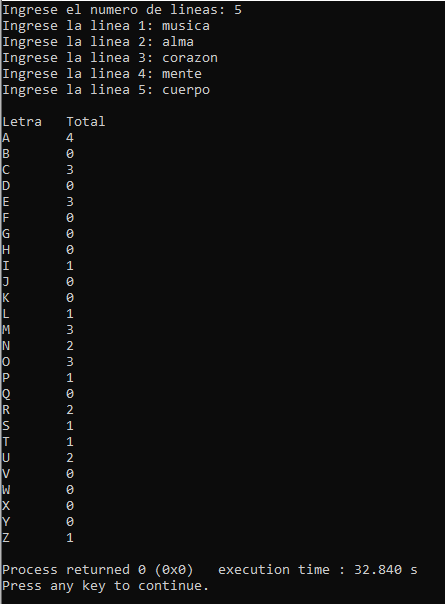 Ingrese el numero de lineas: 5
Ingrese la linea 1: musica
Ingrese la linea 2: alma
Ingrese la linea 3: corazon
Ingrese la linea 4: mente
Ingrese la linea 5: cuerpo
Letra Total
A 4
B 0
C 3
D 0
E 3
F 0
G 0
H 0
I 1
J 0
K 0
L 1
M 3
N 2
O 3
P 1
Q 0
R 2
S 1
T 1
U 2
V 0
W 0
X 0
Y 0
Z 1
Process returned 0 (0x0) execution time : 32.840 s
Press any key to continue.